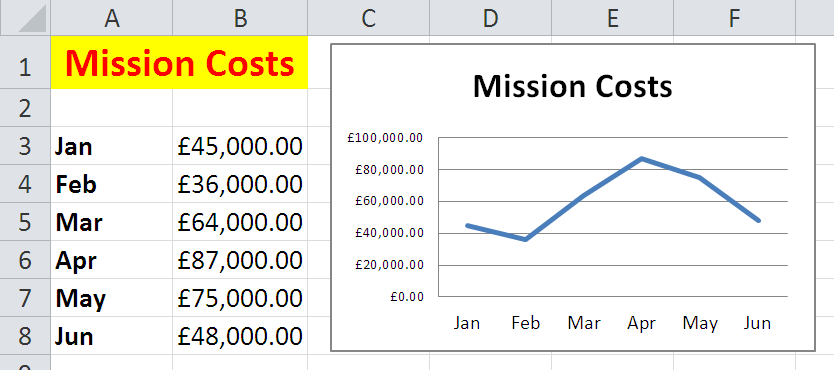 A B C D E F
1 Mission Costs
2
3 Jan £45,000.00
4 Feb £36,000.00
5 Mar £64,000.00
6 Apr £87,000.00
7 May £75,000.00
8 Jun £48,000.00
Mission Costs
£100,000.00
£80,000.00
£60,000.00
£40,000.00
£20,000.00
£0.00
Jan Feb Mar Apr May Jun